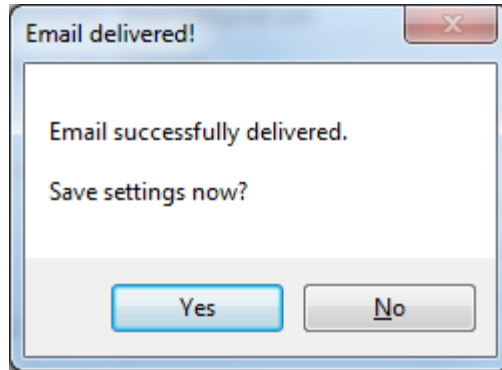 Email delivered!
Email successfully delivered.
Save settings now?
Yes
No